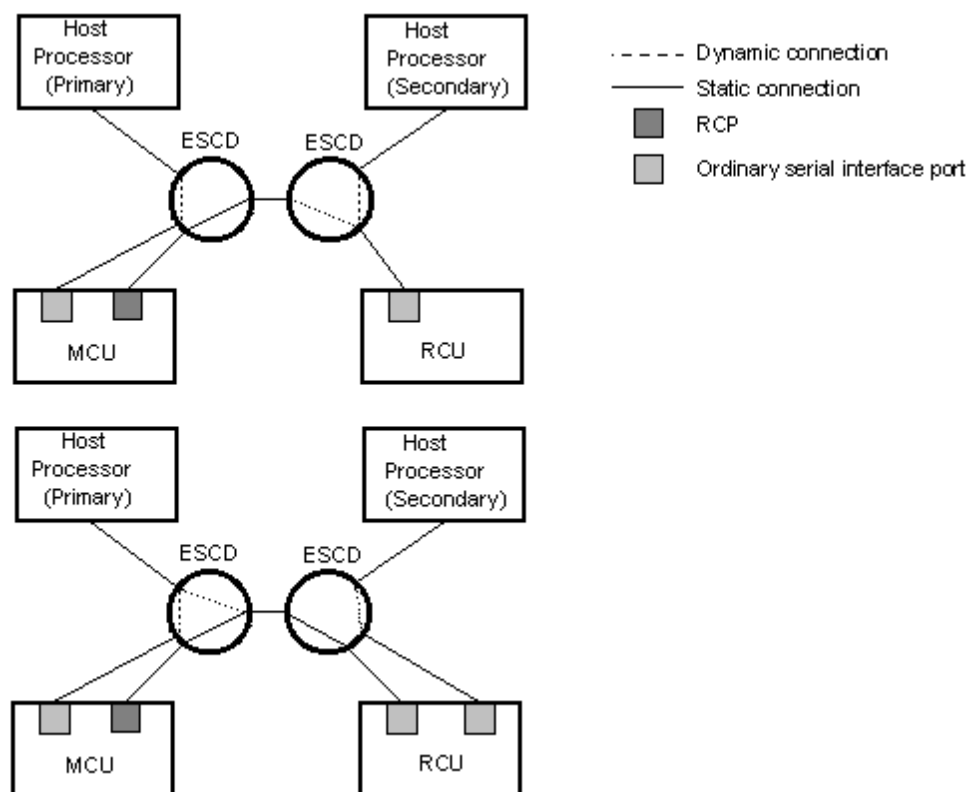 Host
Processor
(Primary)
Host
Processor
(Secondary)
ESCD
ESCD
MCU
RCU
Dynamic connection
Static connection
RCP
Ordinary serial interface port
Host
Processor
(Primary)
Host
Processor
(Secondary)
ESCD
ESCD
MCU
RCU